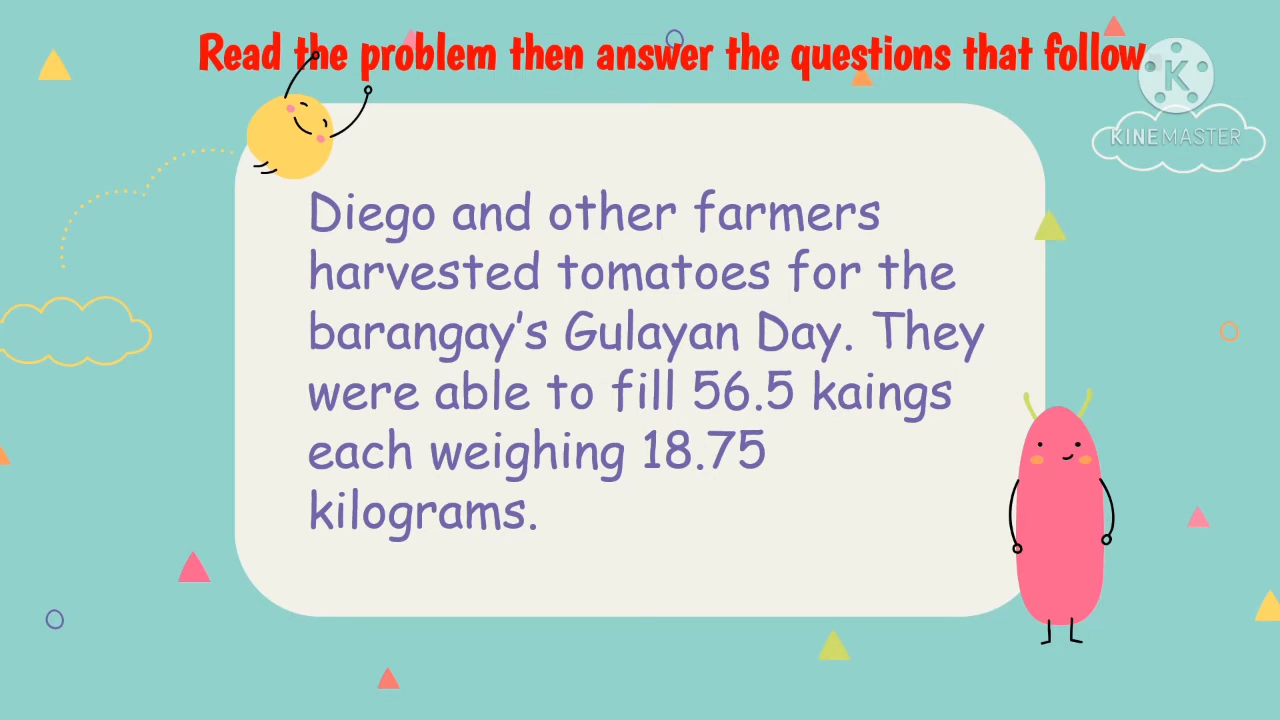 Read the problem then answer the questions that follow
K
KINEMASTER
Diego and other farmers
harvested tomatoes for the
barangay's Gulayan Day. They
were able to fill 56.5 kaings
each weighing 18.75
kilograms.